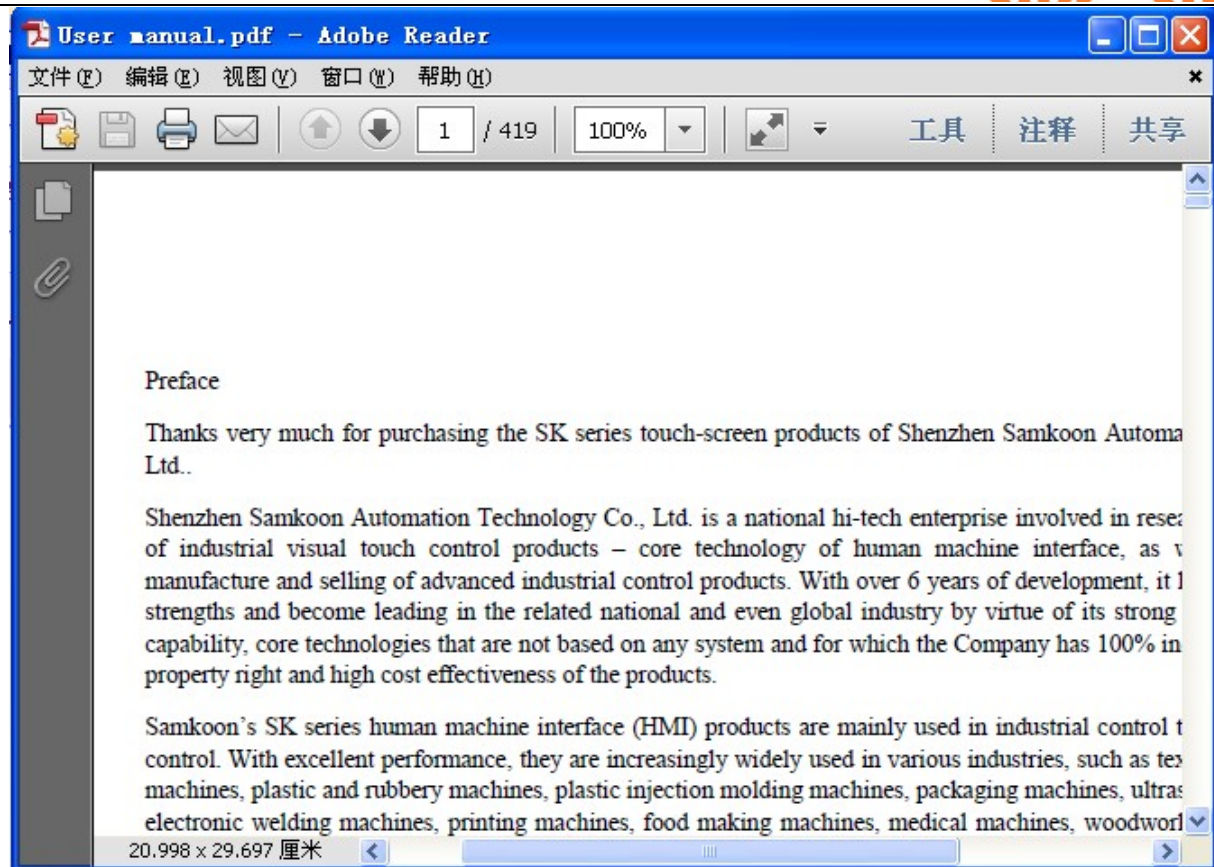 User manual.pdf - Adobe Reader
文件(F) 编辑(E) 视图(V) 窗口(W) 帮助(H)
1 / 419 100% 工具 注释 共享
Preface
Thanks very much for purchasing the SK series touch-screen products of Shenzhen Samkoon Automa
Ltd..
Shenzhen Samkoon Automation Technology Co., Ltd. is a national hi-tech enterprise involved in resea
of industrial visual touch control products – core technology of human machine interface, as w
manufacture and selling of advanced industrial control products. With over 6 years of development, it
strengths and become leading in the related national and even global industry by virtue of its strong
capability, core technologies that are not based on any system and for which the Company has 100% in
property right and high cost effectiveness of the products.
Samkoon's SK series human machine interface (HMI) products are mainly used in industrial control t
control. With excellent performance, they are increasingly widely used in various industries, such as tex
machines, plastic and rubbery machines, plastic injection molding machines, packaging machines, ultras
electronic welding machines, printing machines, food making machines, medical machines, woodwor
20.998 x 29.697 厘米